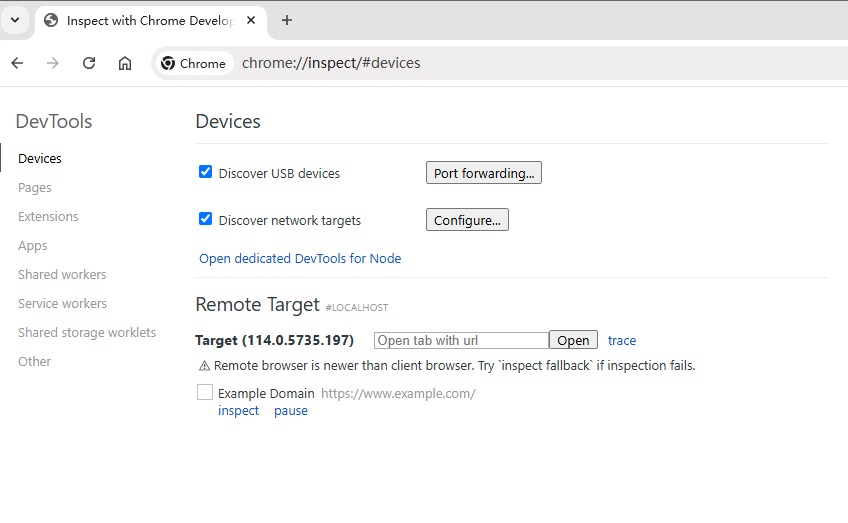 Inspect with Chrome Develop
Chrome chrome://inspect/#devices
DevTools
Devices
Pages
Extensions
Apps
Shared workers
Service workers
Shared storage worklets
Other
Devices
Discover USB devices Port forwarding...
Discover network targets Configure...
Open dedicated DevTools for Node
Remote Target #LOCALHOST
Target (114.0.5735.197) Open tab with url Open trace
⚠ Remote browser is newer than client browser. Try `inspect fallback` if inspection fails.
Example Domain https://www.example.com/
inspect pause